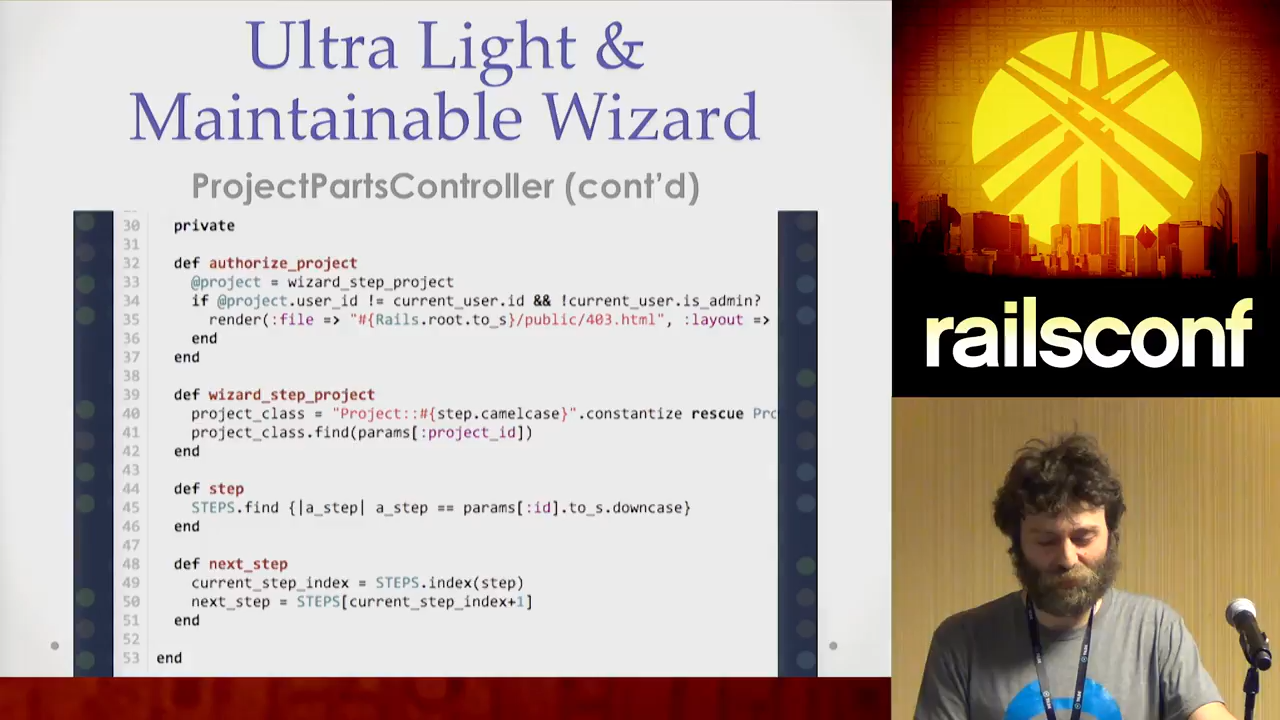 Ultra Light &
Maintainable Wizard
ProjectPartsController (cont'd)
30 private
31
32 def authorize_project
33 @project = wizard_step_project
34 if @project.user_id != current_user.id && !current_user.is_admin?
35 render(:file => "#{Rails.root.to_s}/public/403.html", :layout =>
36 end
37 end
38
39 def wizard_step_project
40 project_class = "Project::#{step.camelcase}".constantize rescue Pro
41 project_class.find(params[:project_id])
42 end
43
44 def step
45 STEPS.find {|a_step| a_step == params[:id].to_s.downcase}
46 end
47
48 def next_step
49 current_step_index = STEPS.index(step)
50 next_step = STEPS[current_step_index+1]
51 end
52
53 end
railsconf